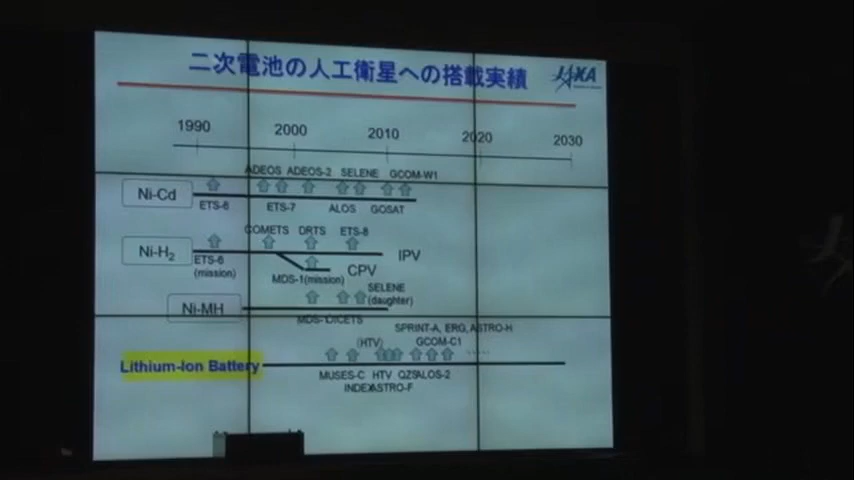 二次電池の人工衛星への搭載実績
JAXA
1990 2000 2010 2020 2030
ADEOS ADEOS-2 SELENE GCOM-W1
Ni-Cd
ETS-6 ETS-7 ALOS GOSAT
COMETS DRTS ETS-8
Ni-H2
IPV
ETS-6
(mission)
CPV
MDS-1(mission)
SELENE
(daughter)
Ni-MH
MDS-1 CICETS
SPRINT-A, ERG, ASTRO-H
(HTV) GCOM-C1
Lithium-Ion Battery
MUSES-C HTV QZS ALOS-2
INDEX ASTRO-F